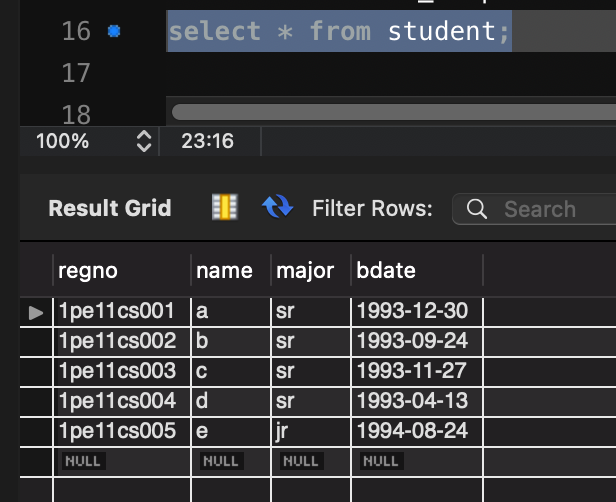 16 select * from student;
17
18
100% 23:16
Result Grid Filter Rows: Search
regno name major bdate
1pe11cs001 a sr 1993-12-30
1pe11cs002 b sr 1993-09-24
1pe11cs003 c sr 1993-11-27
1pe11cs004 d sr 1993-04-13
1pe11cs005 e jr 1994-08-24
NULL NULL NULL NULL